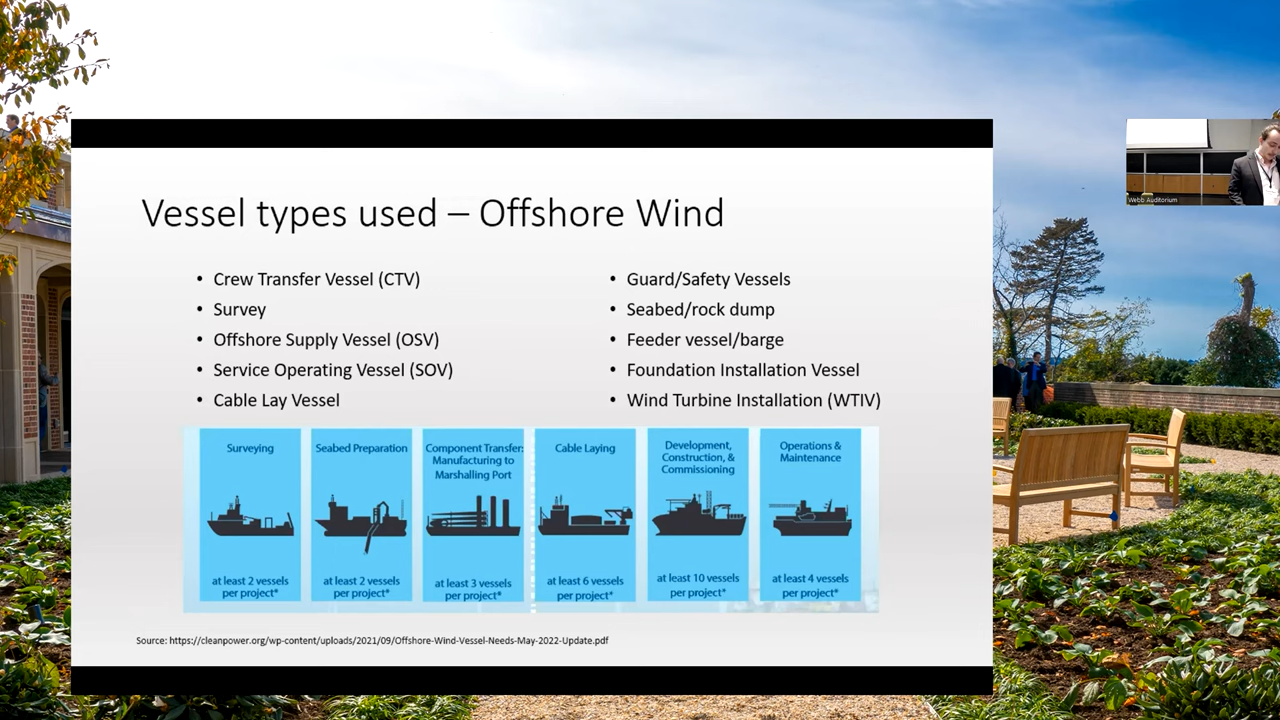 Vessel types used – Offshore Wind
• Crew Transfer Vessel (CTV)
• Survey
• Offshore Supply Vessel (OSV)
• Service Operating Vessel (SOV)
• Cable Lay Vessel
• Guard/Safety Vessels
• Seabed/rock dump
• Feeder vessel/barge
• Foundation Installation Vessel
• Wind Turbine Installation (WTIV)
Surveying
at least 2 vessels
per project*
Seabed Preparation
at least 2 vessels
per project*
Component Transfer:
Manufacturing to
Marshalling Port
at least 3 vessels
per project*
Cable Laying
at least 6 vessels
per project*
Development,
Construction, &
Commissioning
at least 10 vessels
per project*
Operations &
Maintenance
at least 4 vessels
per project*
Source: https://cleanpower.org/wp-content/uploads/2021/09/Offshore-Wind-Vessel-Needs-May-2022-Update.pdf
Webb Auditorium